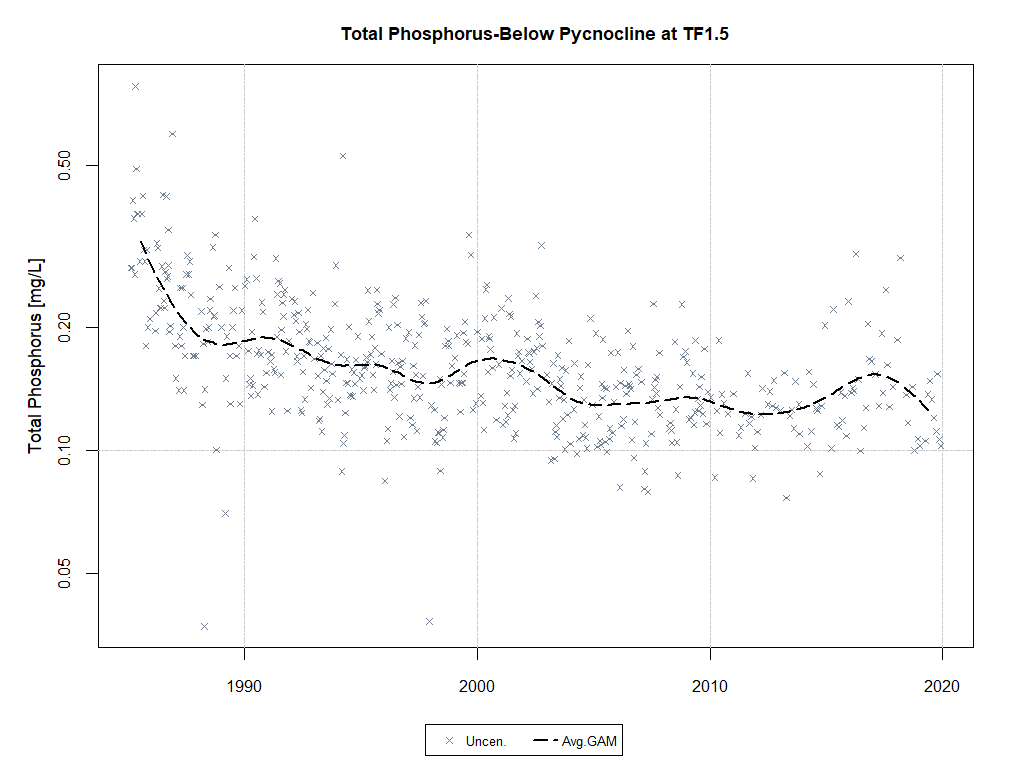 Total Phosphorus-Below Pycnocline at TF1.5
Total Phosphorus [mg/L]
0.50
0.20
0.10
0.05
1990 2000 2010 2020
Uncen. Avg.GAM